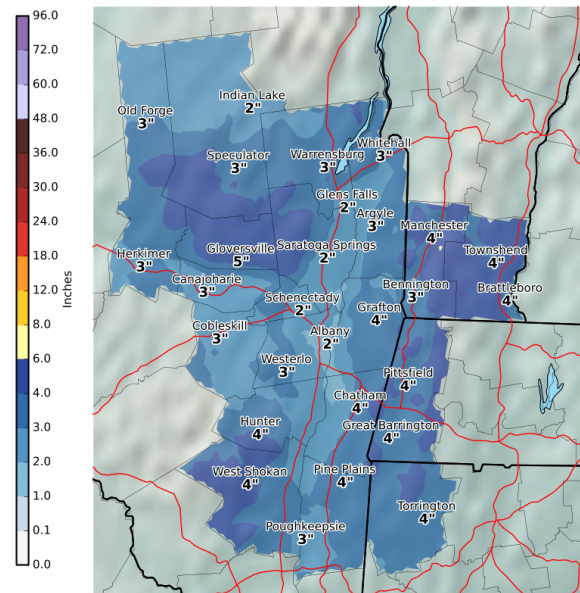 96.0
72.0
60.0
48.0
36.0
30.0
24.0
18.0
12.0
8.0
6.0
4.0
3.0
2.0
1.0
0.1
0.0
Inches
Indian Lake
2"
Old Forge
3"
Whitehall
3"
Speculator
3"
Warrensburg
3"
Glens Falls
2"
Argyle
3"
Manchester
4"
Gloversville
5"
Saratoga Springs
2"
Townshend
4"
Herkimer
3"
Canajoharie
3"
Bennington
3"
Brattleboro
4"
Schenectady
2"
Grafton
4"
Cobleskill
3"
Albany
2"
Westerlo
3"
Pittsfield
4"
Chatham
4"
Hunter
4"
Great Barrington
4"
West Shokan
4"
Pine Plains
4"
Torrington
4"
Poughkeepsie
3"